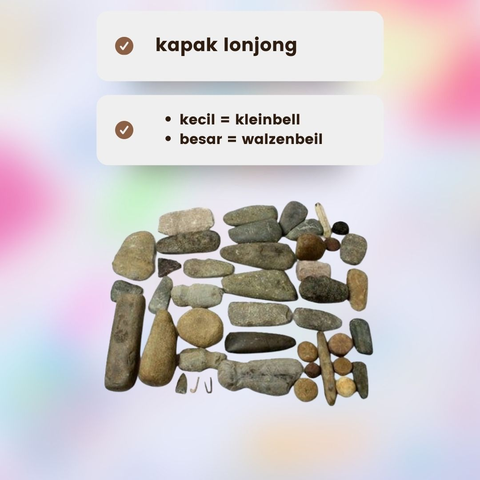 kapak lonjong
• kecil = kleinbell
• besar = walzenbeil